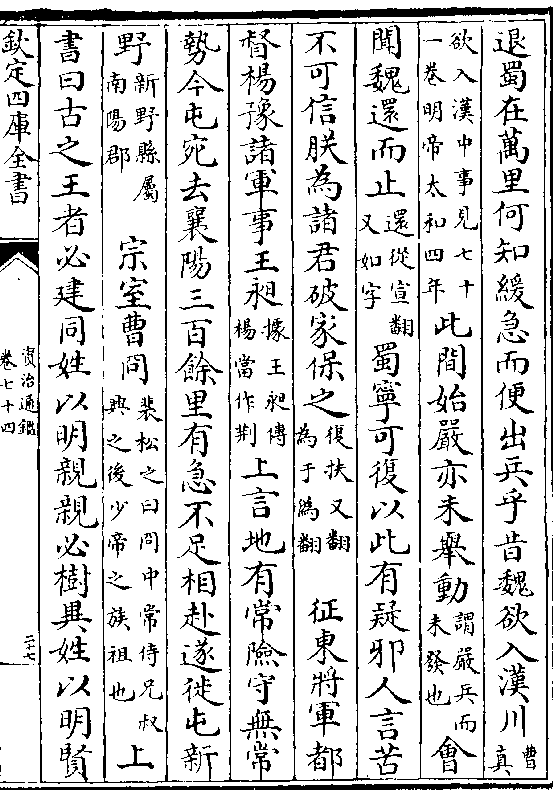 退蜀在萬里何知緩急而便出兵乎昔魏欲入漢川曹真
欲入漢中事見七十一卷明帝太和四年此間始嚴亦未舉動謂嚴兵而未發也會
聞魏還而止還從宣翻又如字蜀寧可復以此有疑邪人言苦
不可信朕為諸君破家保之復扶又翻為于僞翻 征東將軍都
督楊豫諸軍事王昶據王昶傳楊當作荆上言地有常險守無常
勢今屯宛去襄陽三百餘里有急不足相赴遂徙屯新
野新野縣屬南陽郡 宗室曹冏裴松之曰冏中常侍兄叔興之後少帝之族祖也上
書曰古之王者必建同姓以明親親必樹異姓以明賢
欽定四庫全書
資治通鑑
卷七十四
二十七